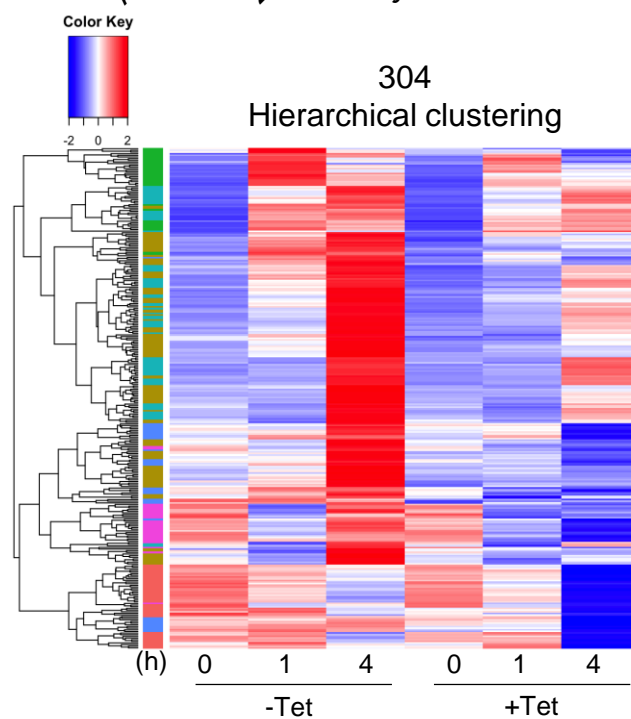 Color Key
-2 0 2
304
Hierarchical clustering
(h) 0 1 4 0 1 4
-Tet +Tet